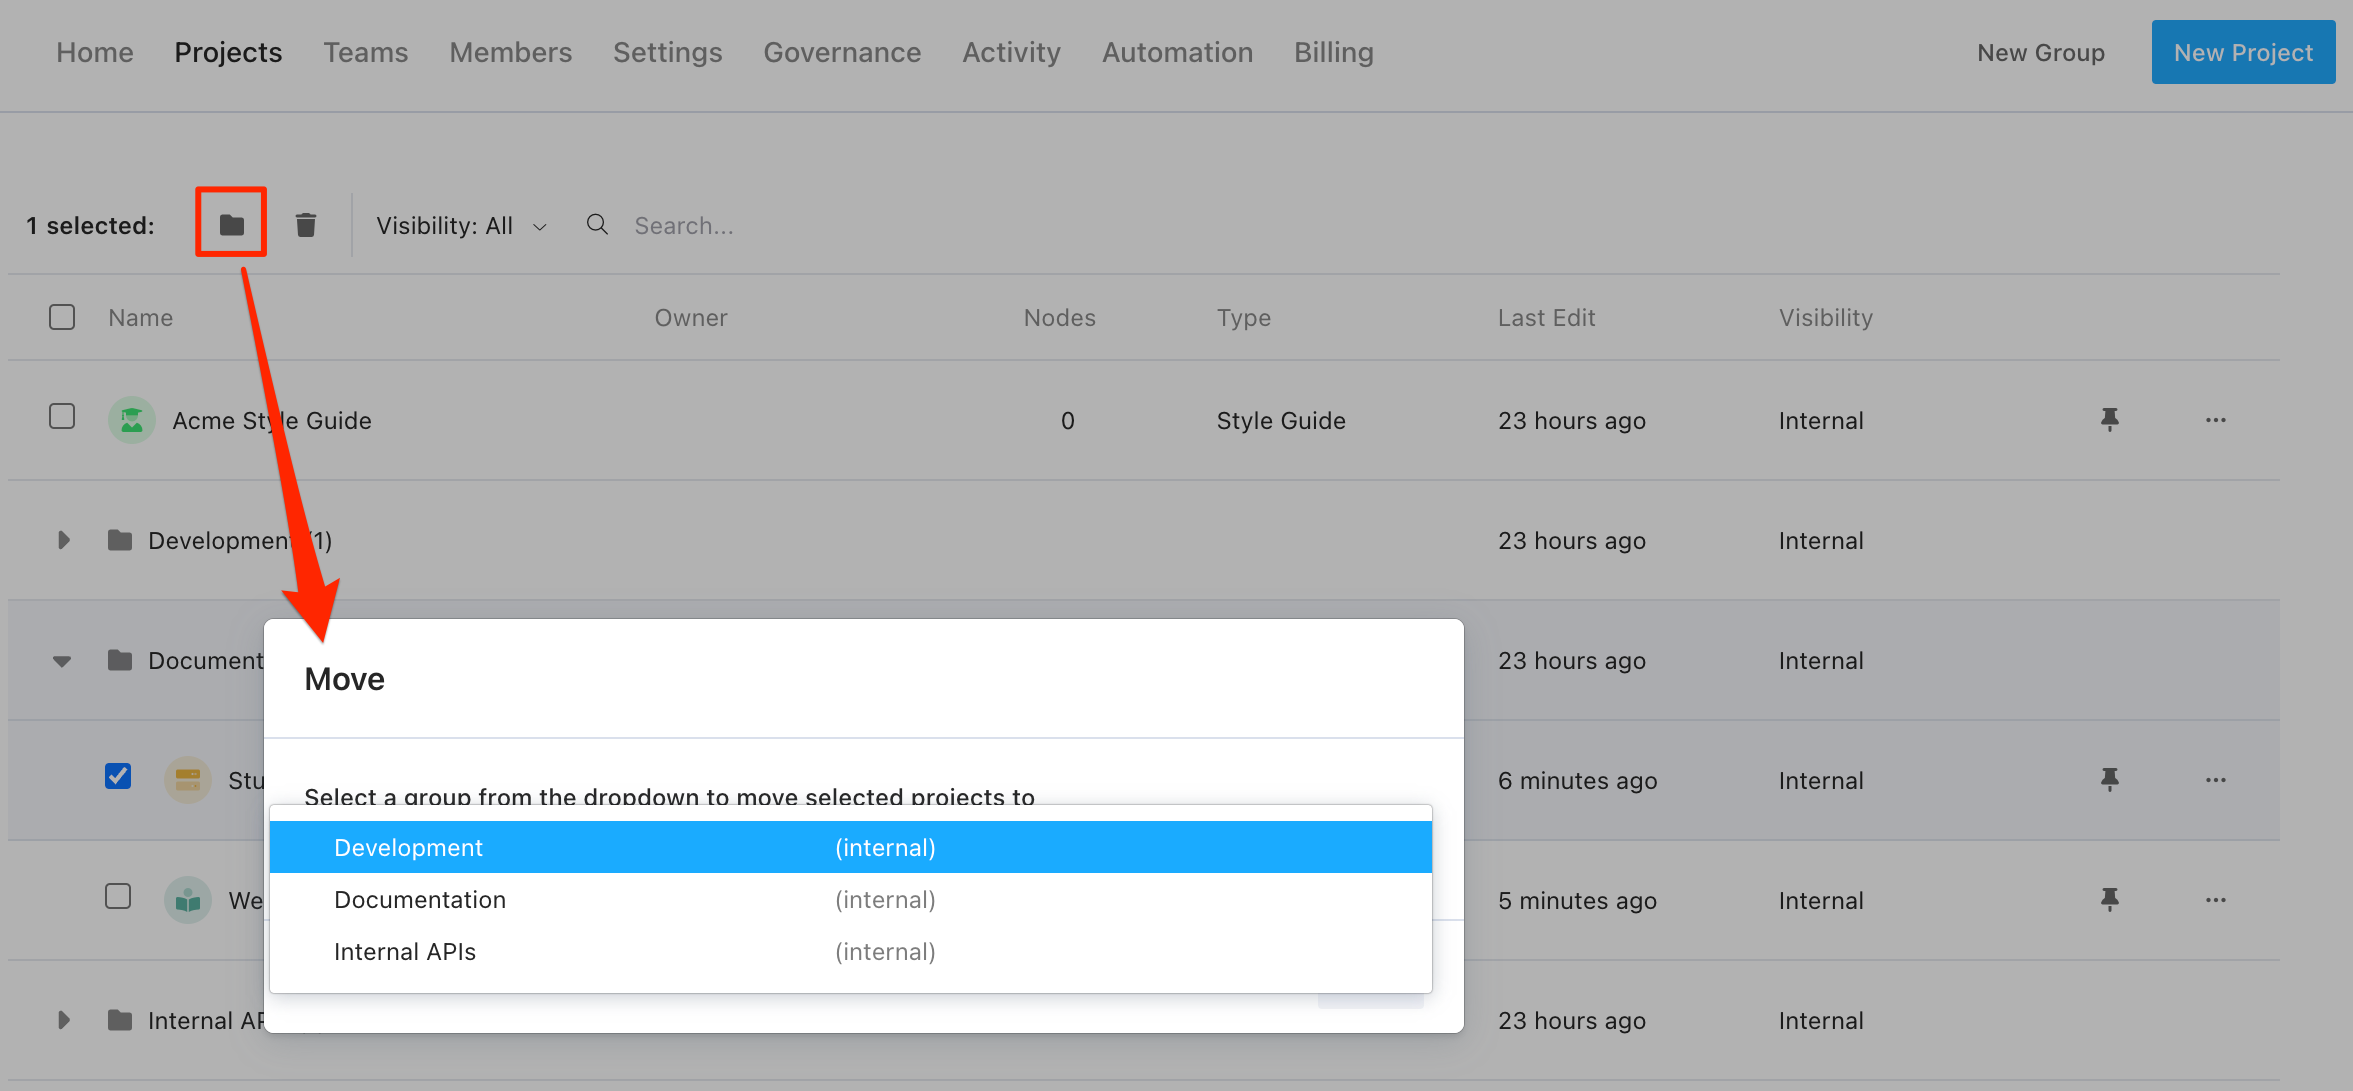 Home Projects Teams Members Settings Governance Activity Automation Billing New Group New Project
1 selected: Visibility: All Search...
Name Owner Nodes Type Last Edit Visibility
Acme Style Guide 0 Style Guide 23 hours ago Internal
Development (1) 23 hours ago Internal
Document 23 hours ago Internal
Move
Stu 6 minutes ago Internal
Select a group from the dropdown to move selected projects to
Development (internal)
Documentation (internal)
We 5 minutes ago Internal
Internal APIs (internal)
Internal AP 23 hours ago Internal